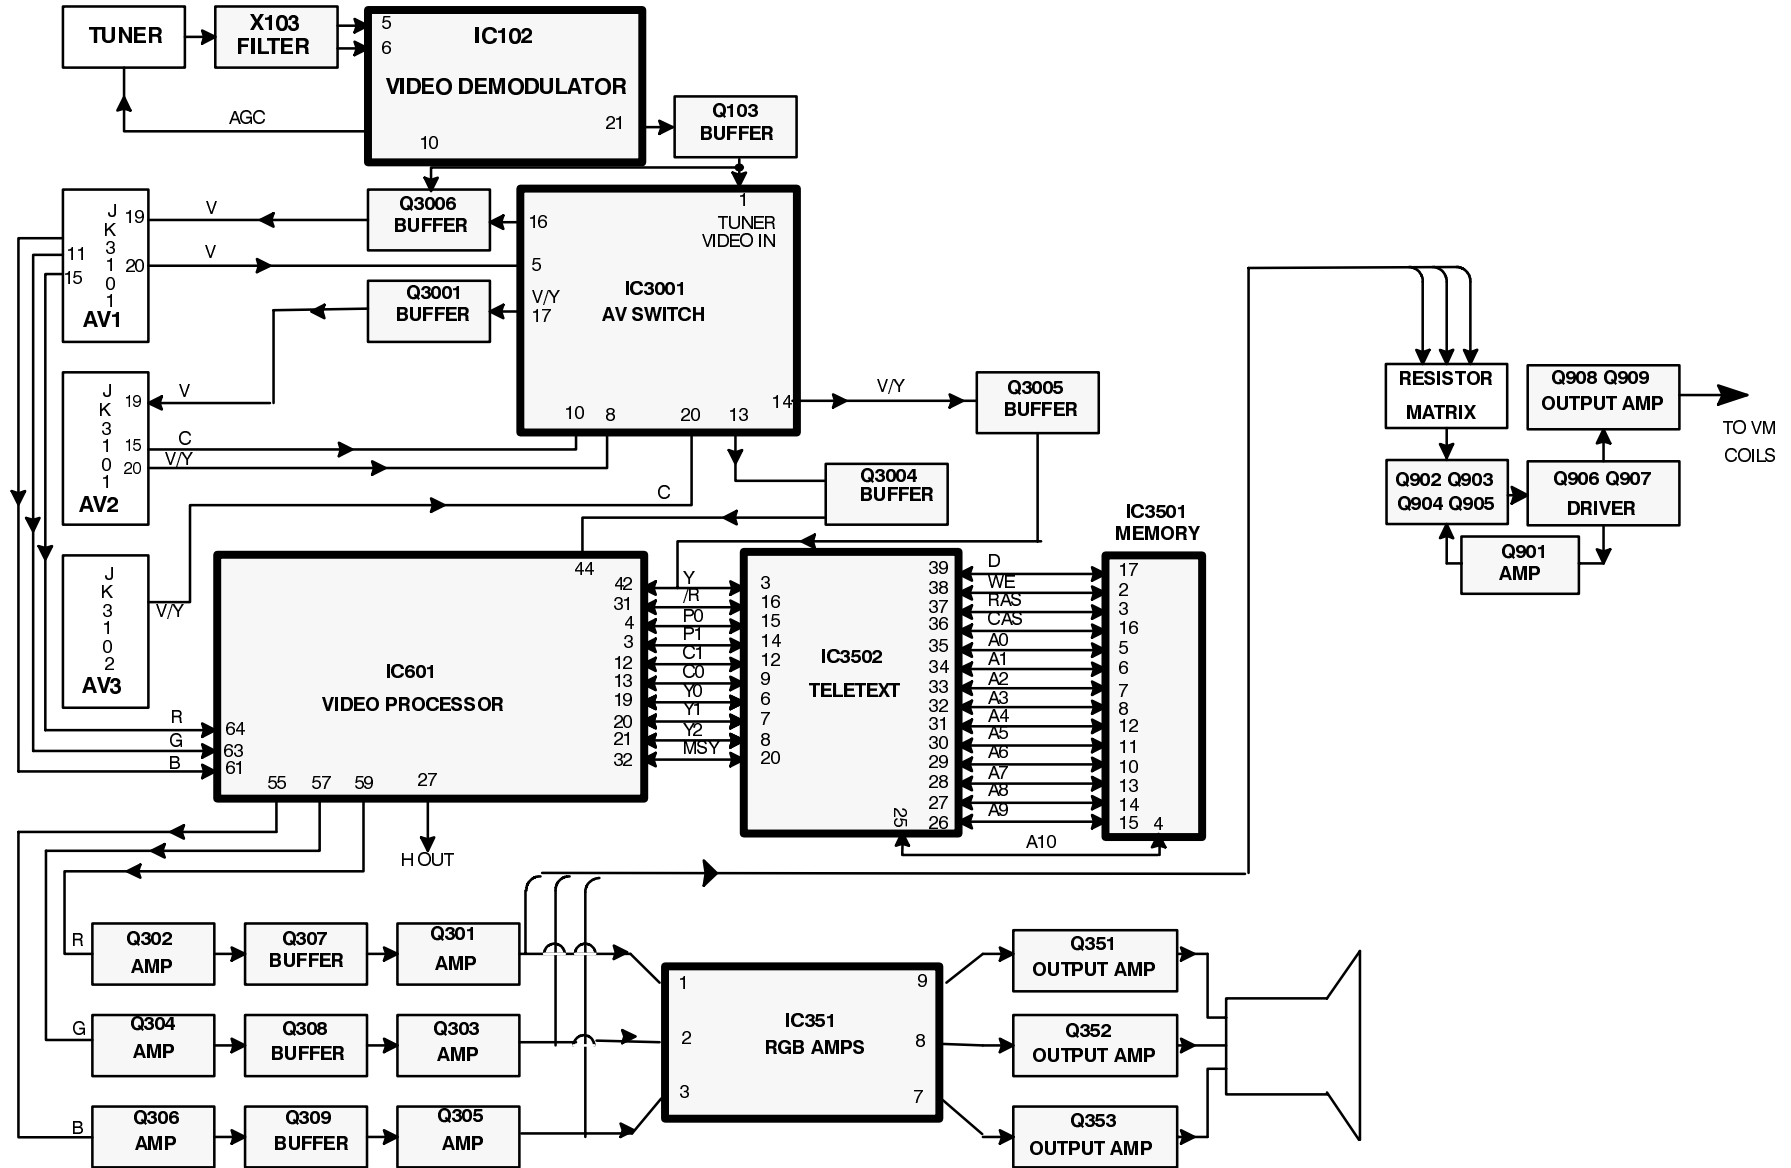 TUNER
X103
FILTER
5
6
IC102
VIDEO DEMODULATOR
21
10
AGC
Q103
BUFFER
J
K
3
1
0
1
AV1
19
11
20
15
V
V
Q3006
BUFFER
Q3001
BUFFER
16
5
V/Y
17
1
TUNER
VIDEO IN
IC3001
AV SWITCH
10
8
20
13
14
V/Y
Q3005
BUFFER
J
K
3
1
0
1
AV2
19
15
20
V
C
V/Y
C
Q3004
BUFFER
J
K
3
1
0
2
AV3
V/Y
RESISTOR
MATRIX
Q908 Q909
OUTPUT AMP
TO VM
COILS
Q902 Q903
Q904 Q905
Q906 Q907
DRIVER
Q901
AMP
44
IC601
VIDEO PROCESSOR
42
31
4
3
12
13
19
20
21
32
R
G
B
64
63
61
55
57
59
27
H OUT
Y
/R
P0
P1
C1
C0
Y0
Y1
Y2
MSY
3
16
15
14
12
9
6
7
8
20
IC3502
TELETEXT
39
38
37
36
35
34
33
32
31
30
29
28
27
26
25
D
WE
RAS
CAS
A0
A1
A2
A3
A4
A5
A6
A7
A8
A9
A10
IC3501
MEMORY
17
2
3
16
5
6
7
8
12
11
10
13
14
15
4
R
Q302
AMP
Q307
BUFFER
Q301
AMP
G
Q304
AMP
Q308
BUFFER
Q303
AMP
B
Q306
AMP
Q309
BUFFER
Q305
AMP
1
2
3
IC351
RGB AMPS
9
8
7
Q351
OUTPUT AMP
Q352
OUTPUT AMP
Q353
OUTPUT AMP